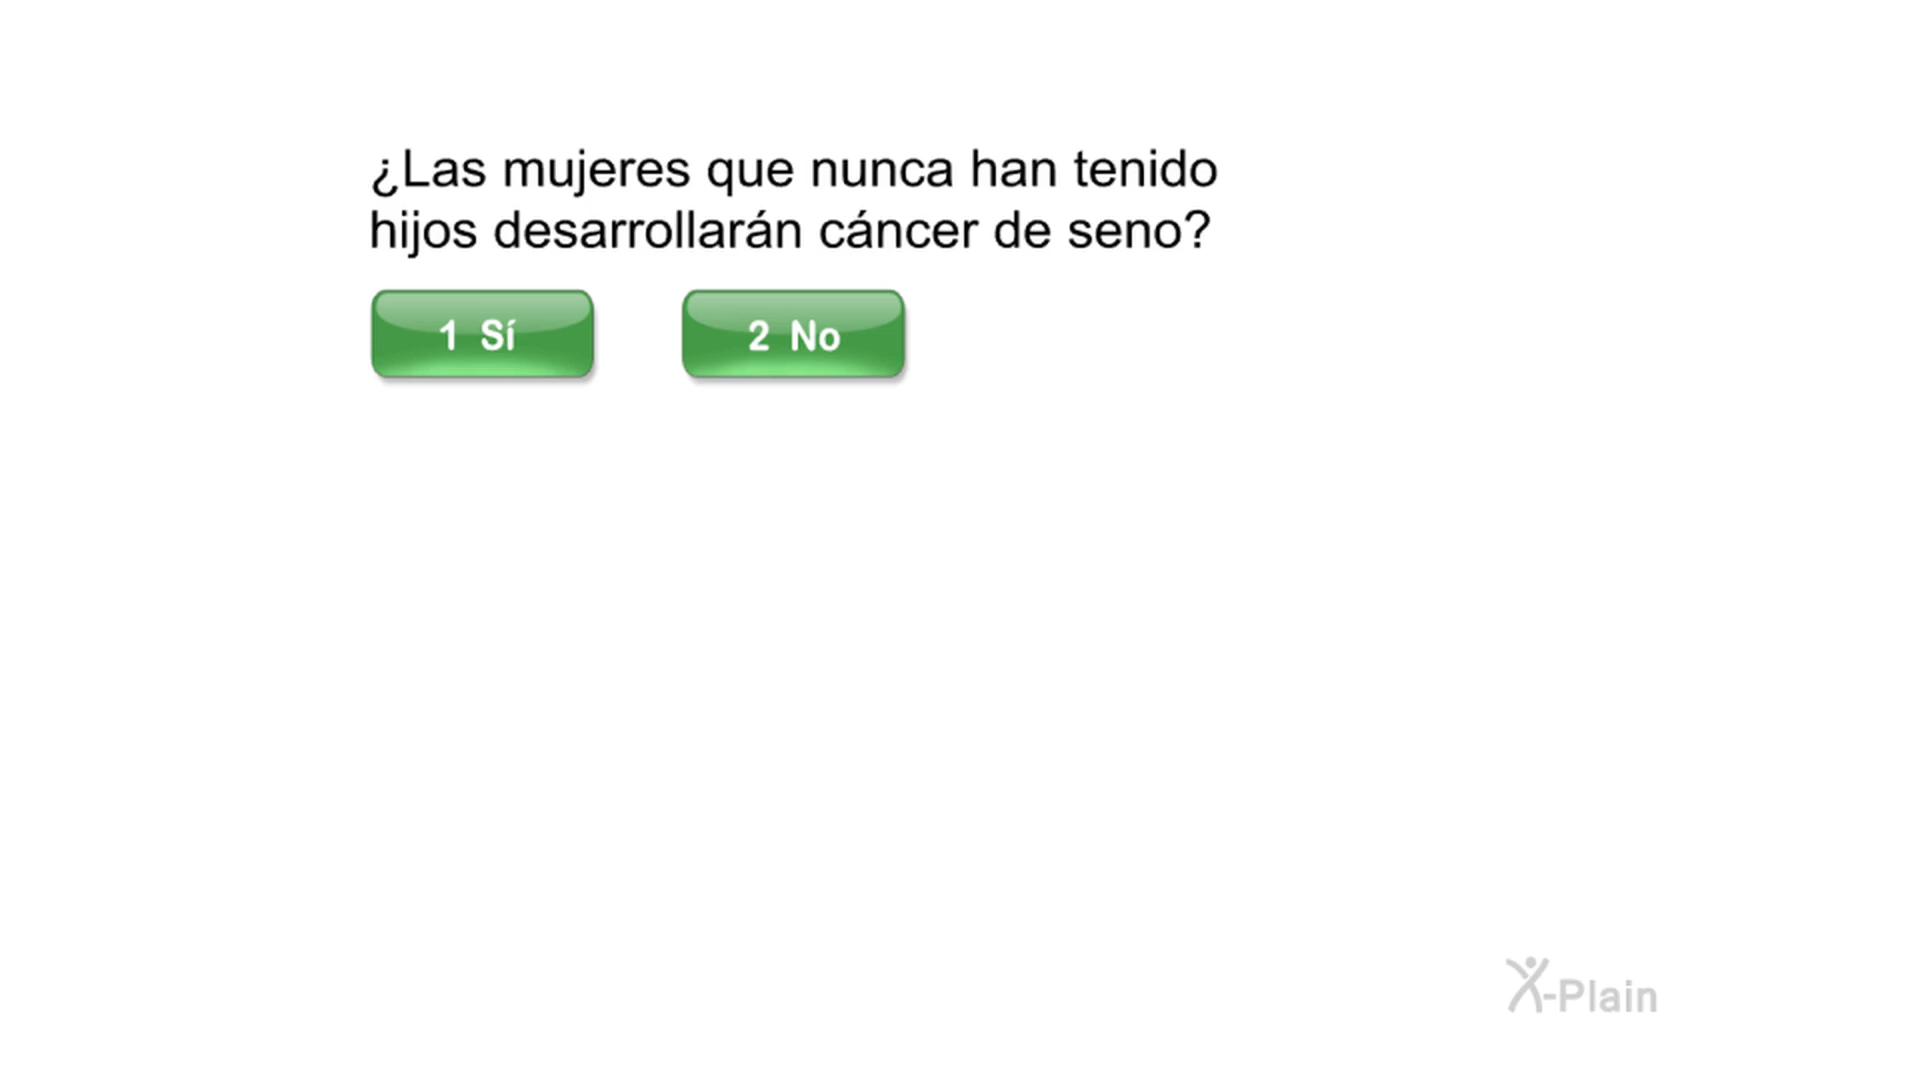 ¿Las mujeres que nunca han tenido
hijos desarrollarán cáncer de seno?
1 Sí
2 No
X-Plain